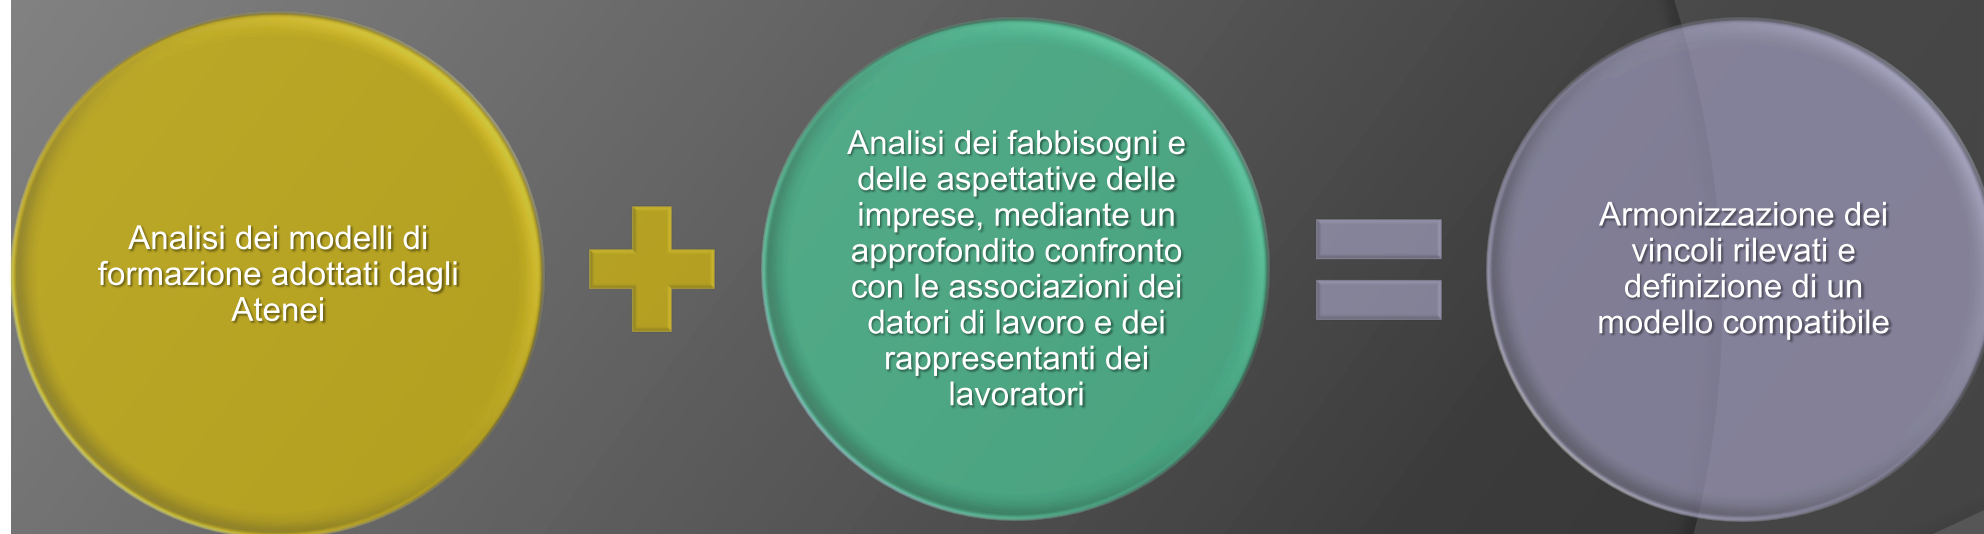 Analisi dei modelli di
formazione adottati dagli
Atenei
Analisi dei fabbisogni e
delle aspettative delle
imprese, mediante un
approfondito confronto
con le associazioni dei
datori di lavoro e dei
rappresentanti dei
lavoratori
Armonizzazione dei
vincoli rilevati e
definizione di un
modello compatibile